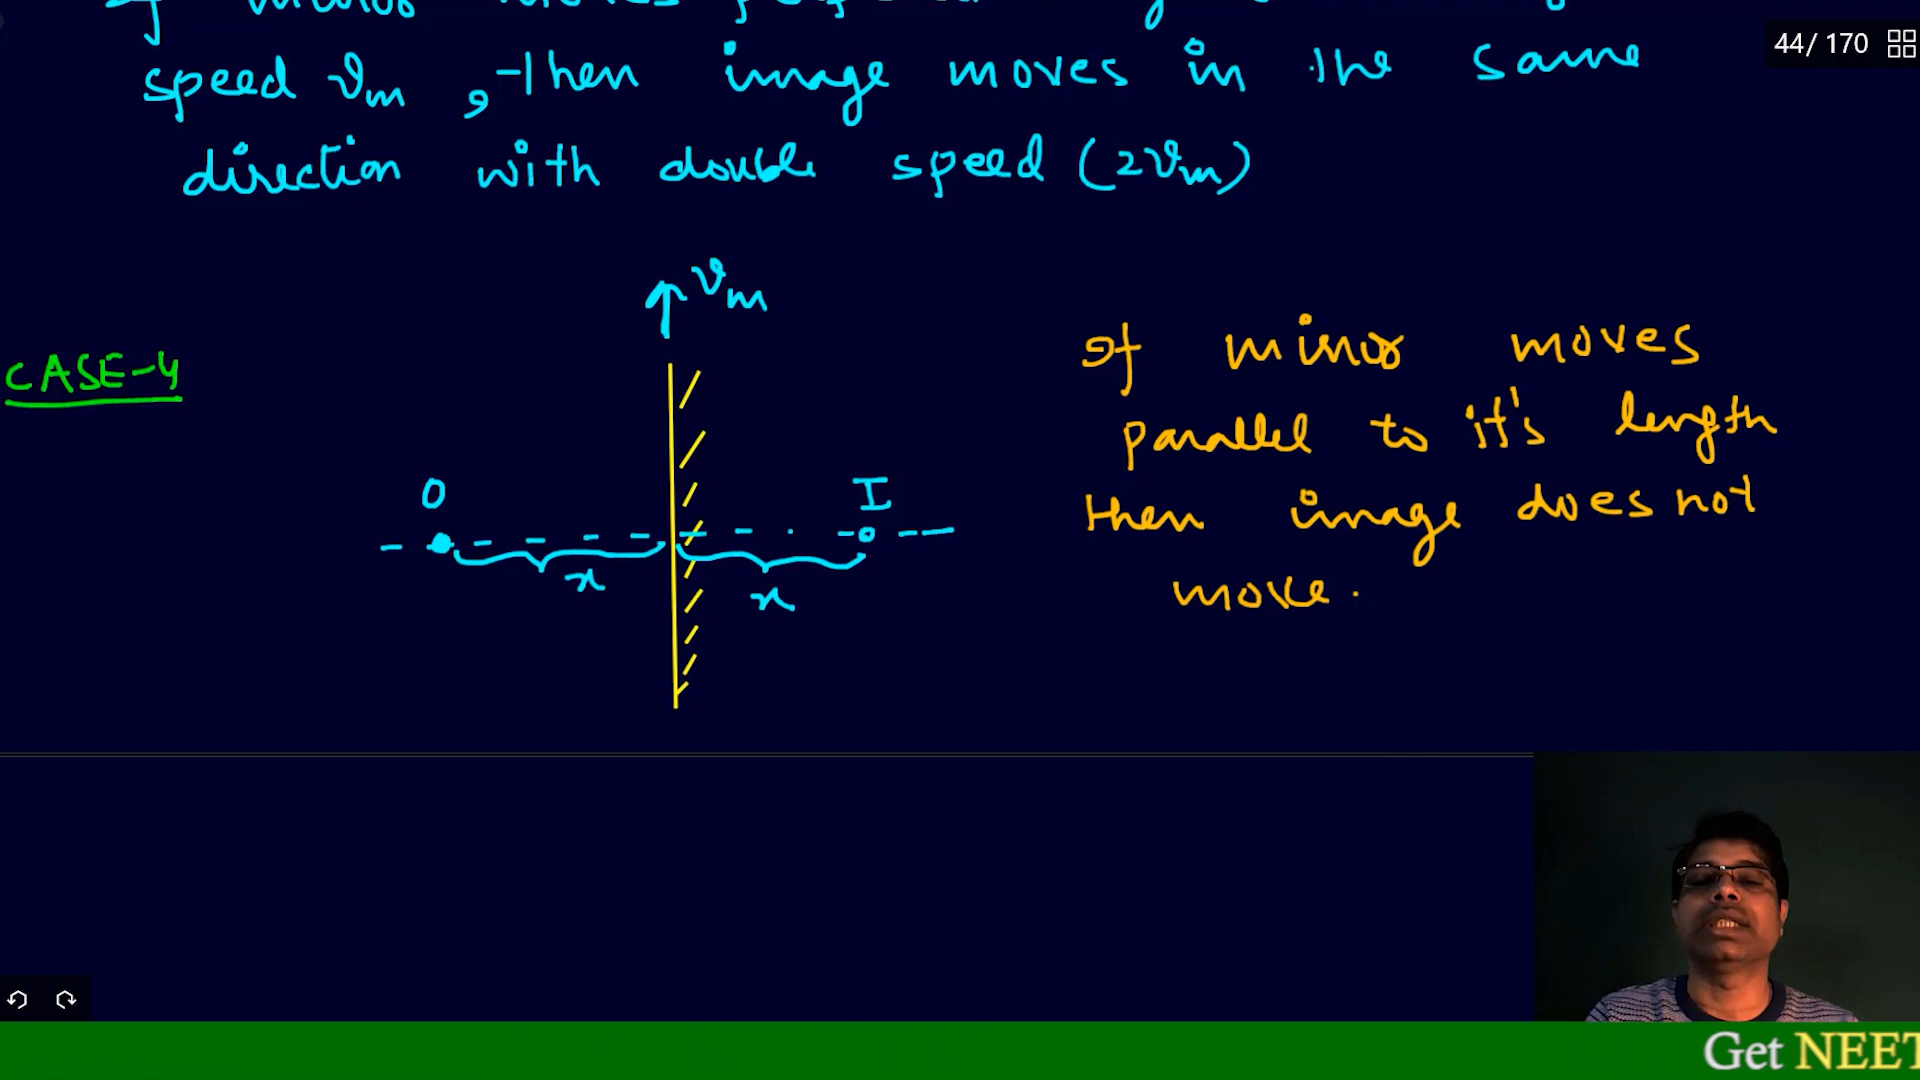 speed vm, then image moves in the same
direction with double speed (2vm)
44/ 170
vm
CASE-4
O
I
x
x
If mirror moves
parallel to it's length
then image does not
move.
Get NEET